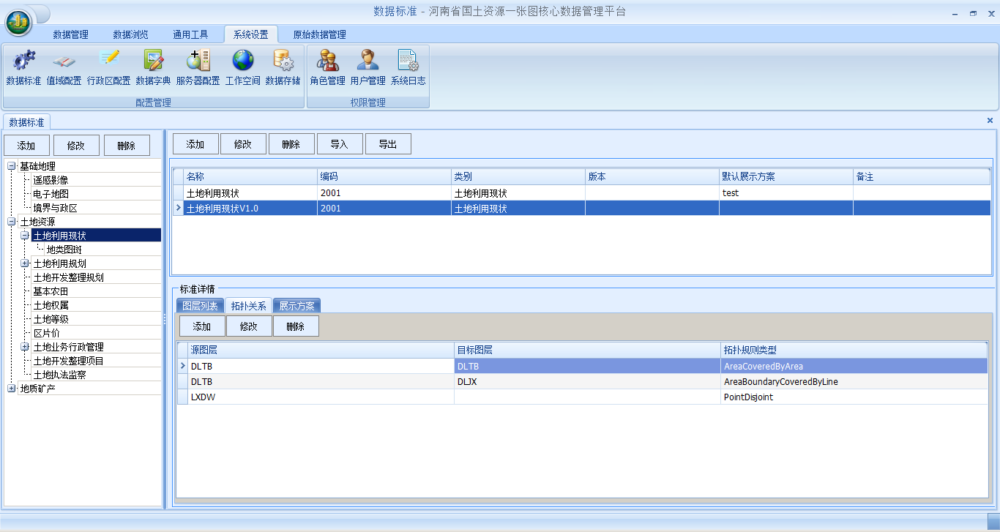 数据标准 - 河南省国土资源一张图核心数据管理平台
数据管理 数据浏览 通用工具 系统设置 原始数据管理
数据标准 值域配置 行政区配置 数据字典 服务器配置 工作空间 数据存储 角色管理 用户管理 系统日志
配置管理 权限管理
数据标准
添加 修改 删除
基础地理
遥感影像
电子地图
境界与政区
土地资源
土地利用现状
地类图斑
土地利用规划
土地开发整理规划
基本农田
土地权属
土地等级
区片价
土地业务行政管理
土地开发整理项目
土地执法监察
地质矿产
添加 修改 删除 导入 导出
名称 编码 类别 版本 默认展示方案 备注
土地利用现状 2001 土地利用现状 test
土地利用现状V1.0 2001 土地利用现状
标准详情
图层列表 拓扑关系 展示方案
添加 修改 删除
源图层 目标图层 拓扑规则类型
DLTB DLTB AreaCoveredByArea
DLTB DLJX AreaBoundaryCoveredByLine
LXDW PointDisjoint